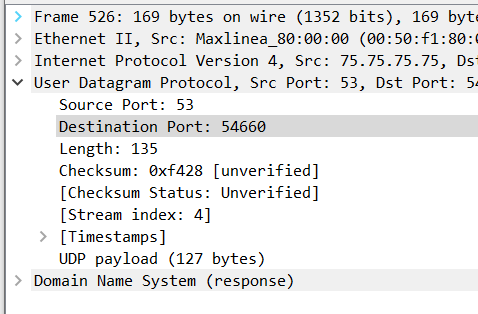 Frame 526: 169 bytes on wire (1352 bits), 169 byte
Ethernet II, Src: Maxlinea_80:00:00 (00:50:f1:80:
Internet Protocol Version 4, Src: 75.75.75.75, Ds
User Datagram Protocol, Src Port: 53, Dst Port: 54
Source Port: 53
Destination Port: 54660
Length: 135
Checksum: 0xf428 [unverified]
[Checksum Status: Unverified]
[Stream index: 4]
[Timestamps]
UDP payload (127 bytes)
Domain Name System (response)